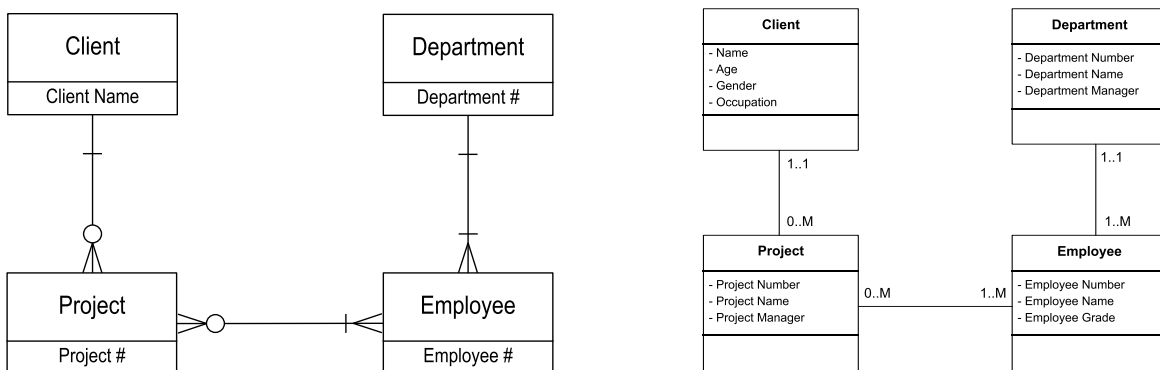 Client
Client Name
Department
Department #
Project
Project #
Employee
Employee #
Client
- Name
- Age
- Gender
- Occupation
Department
- Department Number
- Department Name
- Department Manager
1..1
1..1
0..M
1..M
Project
- Project Number
- Project Name
- Project Manager
0..M
1..M
Employee
- Employee Number
- Employee Name
- Employee Grade